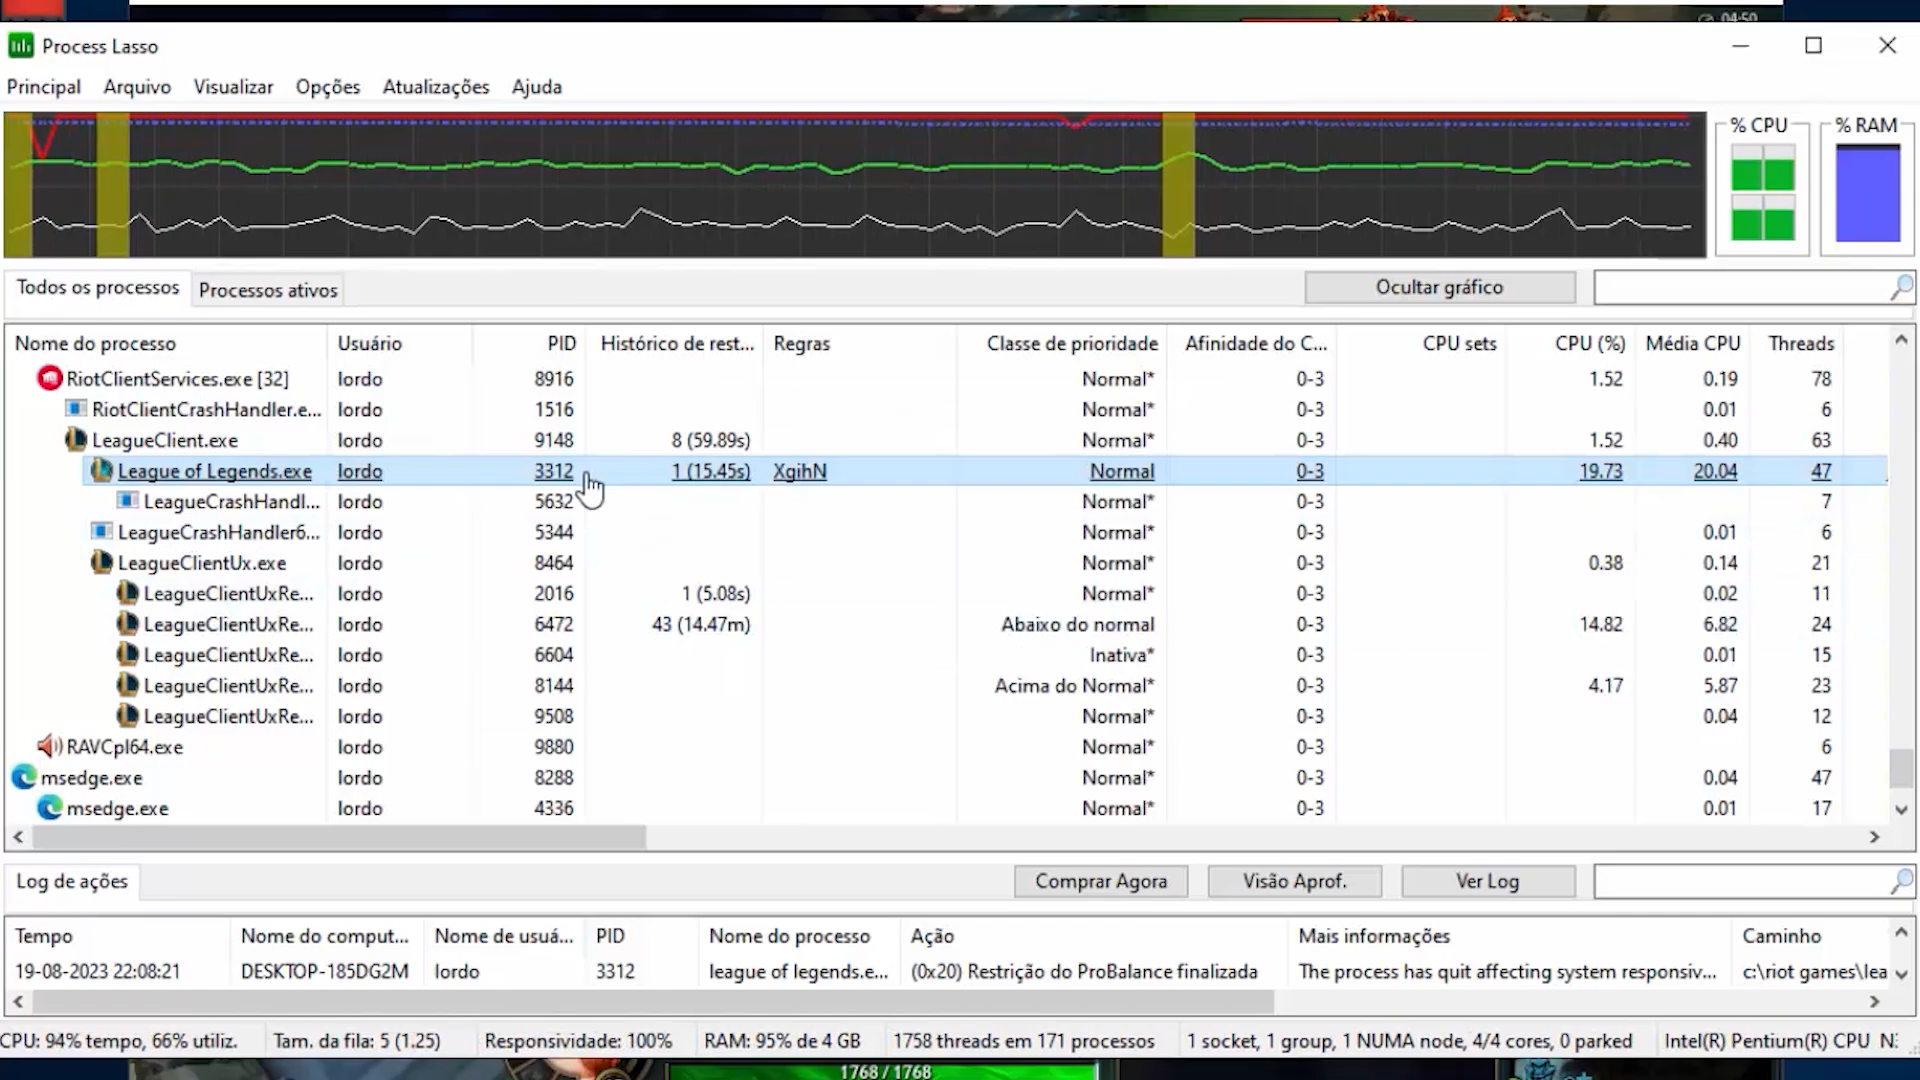 04:50
Process Lasso
Principal Arquivo Visualizar Opções Atualizações Ajuda
% CPU % RAM
Todos os processos Processos ativos Ocultar gráfico
Nome do processo Usuário PID Histórico de rest... Regras Classe de prioridade Afinidade do C... CPU sets CPU (%) Média CPU Threads
RiotClientServices.exe [32] lordo 8916 Normal* 0-3 1.52 0.19 78
RiotClientCrashHandler.e... lordo 1516 Normal* 0-3 0.01 6
LeagueClient.exe lordo 9148 8 (59.89s) Normal* 0-3 1.52 0.40 63
League of Legends.exe lordo 3312 1 (15.45s) XgihN Normal 0-3 19.73 20.04 47
LeagueCrashHandl... lordo 5632 Normal* 0-3 7
LeagueCrashHandler6... lordo 5344 Normal* 0-3 0.01 6
LeagueClientUx.exe lordo 8464 Normal* 0-3 0.38 0.14 21
LeagueClientUxRe... lordo 2016 1 (5.08s) Normal* 0-3 0.02 11
LeagueClientUxRe... lordo 6472 43 (14.47m) Abaixo do normal 0-3 14.82 6.82 24
LeagueClientUxRe... lordo 6604 Inativa* 0-3 0.01 15
LeagueClientUxRe... lordo 8144 Acima do Normal* 0-3 4.17 5.87 23
LeagueClientUxRe... lordo 9508 Normal* 0-3 0.04 12
RAVCpl64.exe lordo 9880 Normal* 0-3 6
msedge.exe lordo 8288 Normal* 0-3 0.04 47
msedge.exe lordo 4336 Normal* 0-3 0.01 17
Log de ações Comprar Agora Visão Aprof. Ver Log
Tempo Nome do comput... Nome de usuá... PID Nome do processo Ação Mais informações Caminho
19-08-2023 22:08:21 DESKTOP-185DG2M lordo 3312 league of legends.e... (0x20) Restrição do ProBalance finalizada The process has quit affecting system responsiv... c:\riot games\lea
CPU: 94% tempo, 66% utiliz. Tam. da fila: 5 (1.25) Responsividade: 100% RAM: 95% de 4 GB 1758 threads em 171 processos 1 socket, 1 group, 1 NUMA node, 4/4 cores, 0 parked Intel(R) Pentium(R) CPU N
1768 / 1768